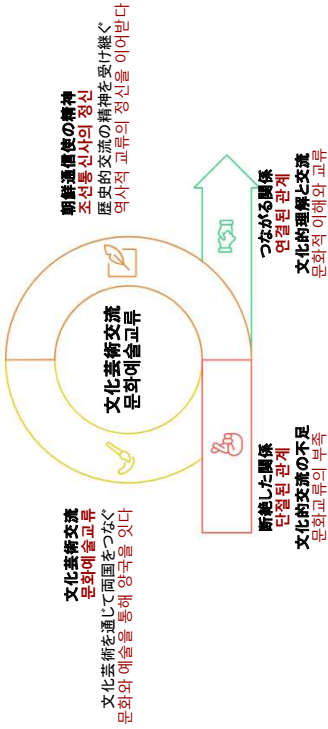 文化芸術交流
문화예술교류
断絶した関係
단절된 관계
文化的交流の不足
문화교류의 부족
文化芸術交流
문화예술교류
文化芸術を通じて両国をつなぐ
문화와 예술을 통해 양국을 잇다
朝鮮通信使の精神
조선통신사의 정신
歴史的交流の精神を受け継ぐ
역사적 교류의 정신을 이어받다
つながる関係
연결된 관계
文化的理解と交流
문화적 이해와 교류